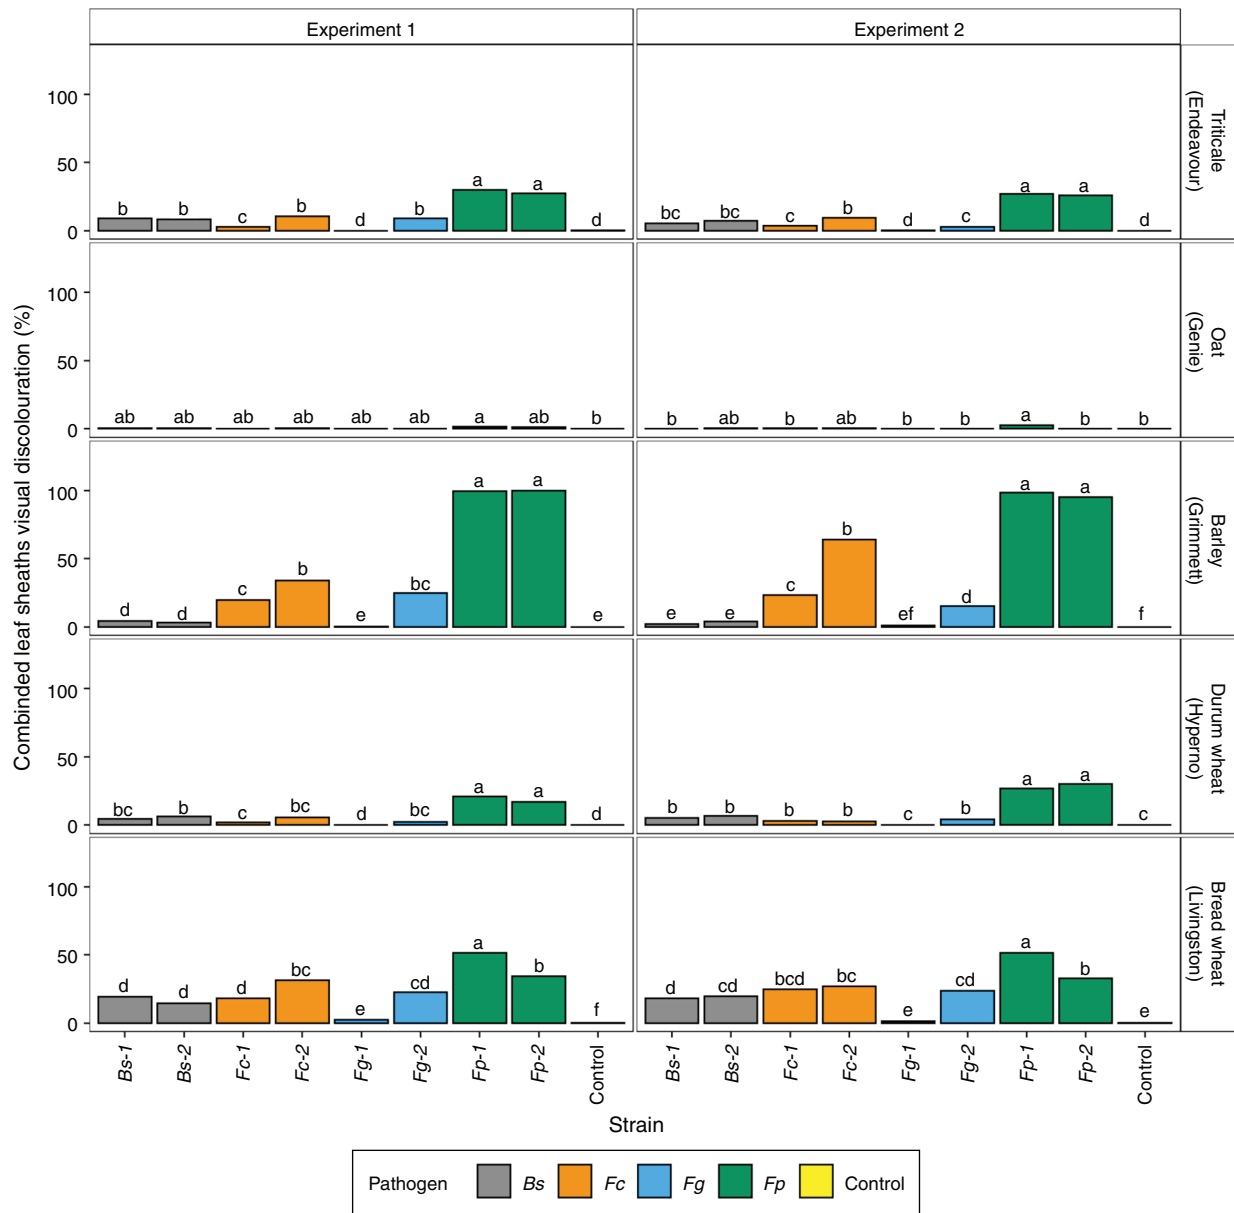 Experiment 1 Experiment 2
Combinded leaf sheaths visual discolouration (%)
100
50
0
b b c b d b a a d
bc bc c b d c a a d
Triticale
(Endeavour)
100
50
0
ab ab ab ab ab ab a ab b
b ab b ab b b a b b
Oat
(Genie)
100
50
0
d d c b e bc a a e
e e c b ef d a a f
Barley
(Grimmett)
100
50
0
bc b c bc d bc a a d
b b b b c b a a c
Durum wheat
(Hyperno)
100
50
0
d d d bc e cd a b f
d cd bcd bc e cd a b e
Bread wheat
(Livingston)
Bs-1 Bs-2 Fc-1 Fc-2 Fg-1 Fg-2 Fp-1 Fp-2 Control
Bs-1 Bs-2 Fc-1 Fc-2 Fg-1 Fg-2 Fp-1 Fp-2 Control
Strain
Pathogen Bs Fc Fg Fp Control